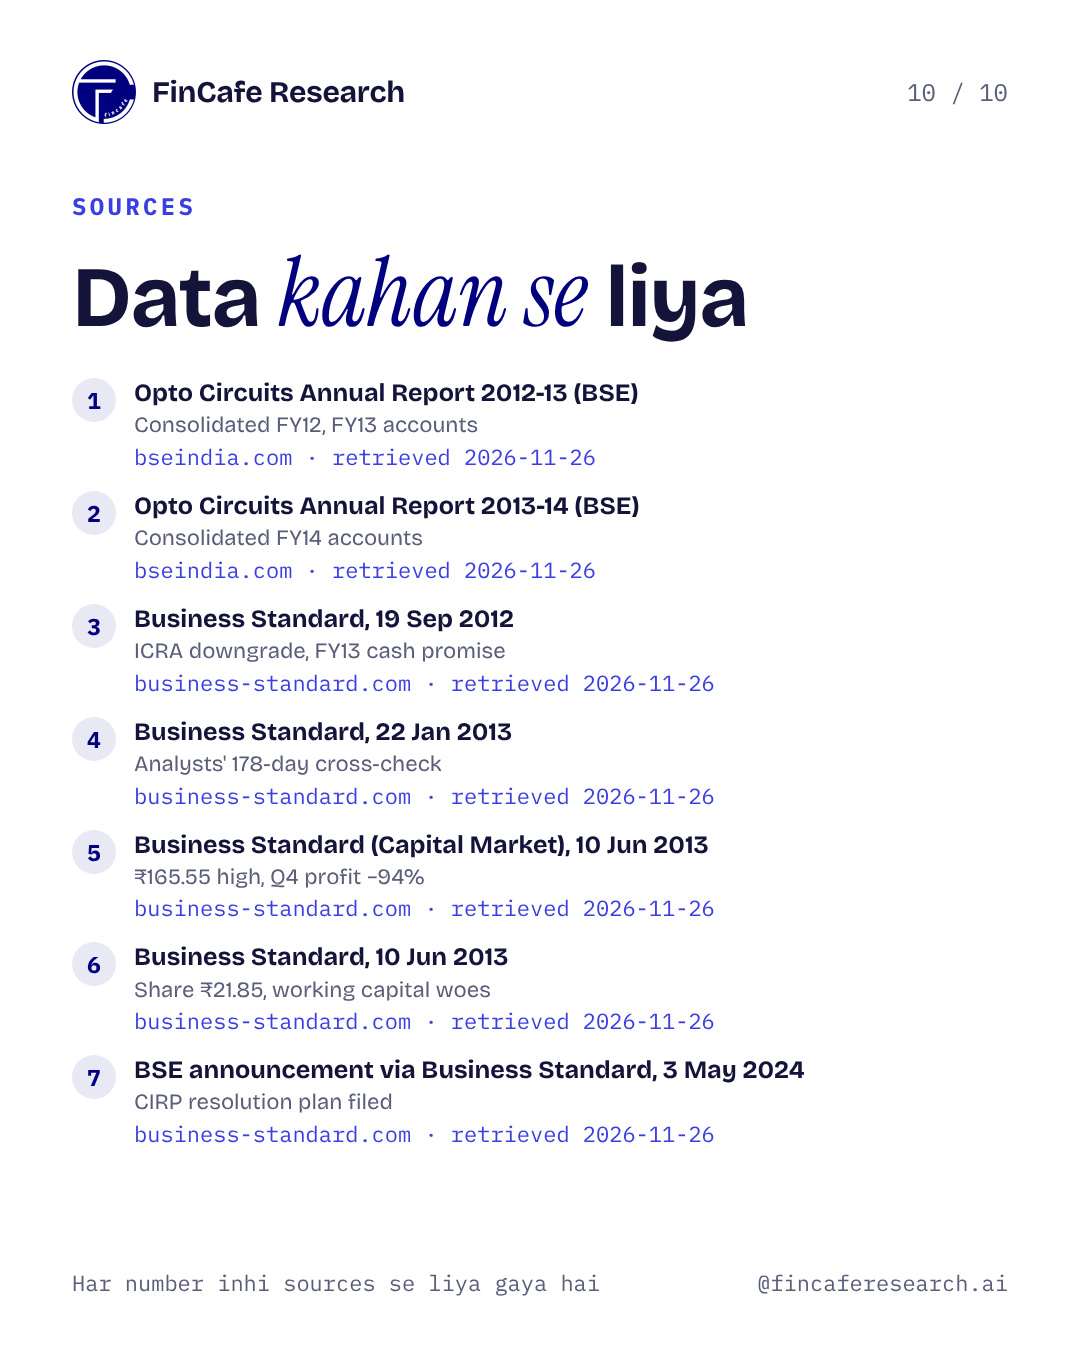 FinCafe Research
10 / 10
SOURCES
Data kahan se liya
1
Opto Circuits Annual Report 2012-13 (BSE)
Consolidated FY12, FY13 accounts
bseindia.com · retrieved 2026-11-26
2
Opto Circuits Annual Report 2013-14 (BSE)
Consolidated FY14 accounts
bseindia.com · retrieved 2026-11-26
3
Business Standard, 19 Sep 2012
ICRA downgrade, FY13 cash promise
business-standard.com · retrieved 2026-11-26
4
Business Standard, 22 Jan 2013
Analysts' 178-day cross-check
business-standard.com · retrieved 2026-11-26
5
Business Standard (Capital Market), 10 Jun 2013
₹165.55 high, Q4 profit −94%
business-standard.com · retrieved 2026-11-26
6
Business Standard, 10 Jun 2013
Share ₹21.85, working capital woes
business-standard.com · retrieved 2026-11-26
7
BSE announcement via Business Standard, 3 May 2024
CIRP resolution plan filed
business-standard.com · retrieved 2026-11-26
Har number inhi sources se liya gaya hai
@fincaferesearch.ai